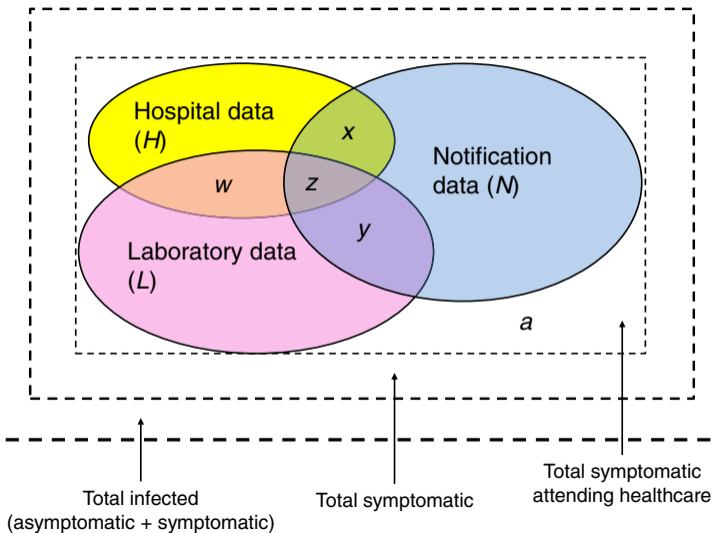 Hospital data
(H)
x
Notification
data (N)
w
z
y
Laboratory data
(L)
a
Total infected
(asymptomatic + symptomatic)
Total symptomatic
Total symptomatic
attending healthcare